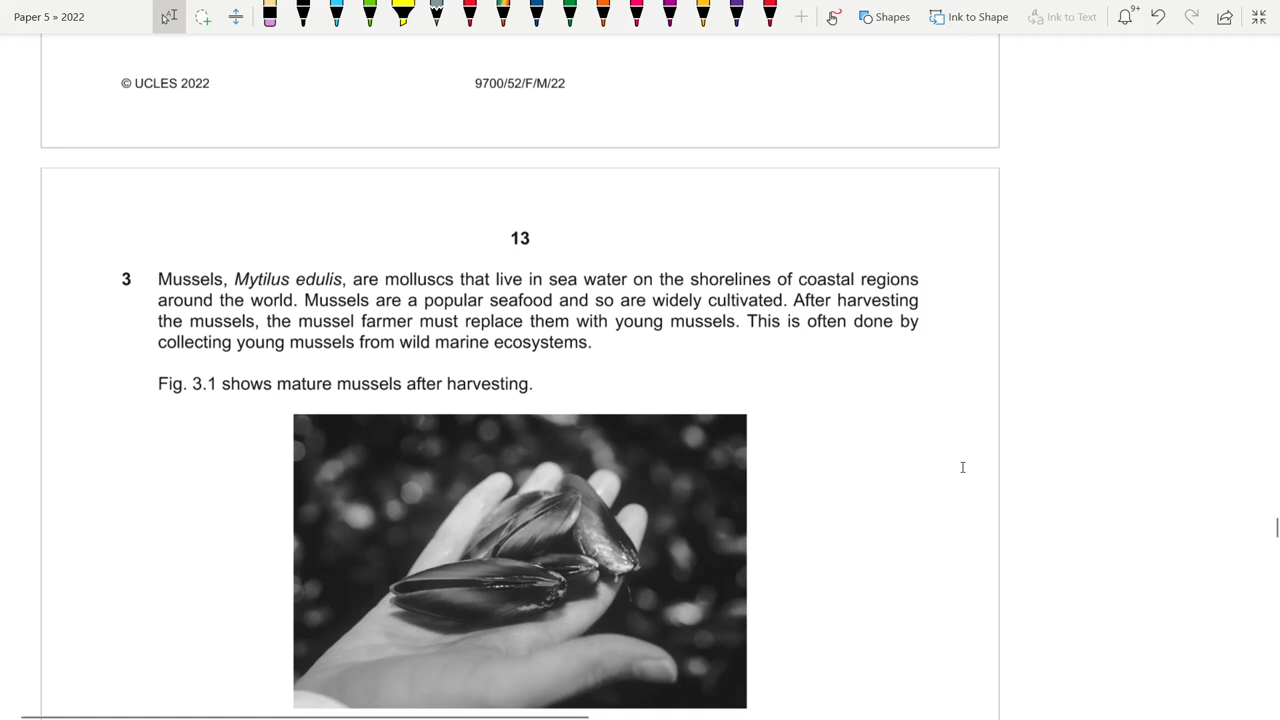 Paper 5 » 2022
Shapes
Ink to Shape
Ink to Text
9+
© UCLES 2022
9700/52/F/M/22
13
3 Mussels, Mytilus edulis, are molluscs that live in sea water on the shorelines of coastal regions
around the world. Mussels are a popular seafood and so are widely cultivated. After harvesting
the mussels, the mussel farmer must replace them with young mussels. This is often done by
collecting young mussels from wild marine ecosystems.
Fig. 3.1 shows mature mussels after harvesting.